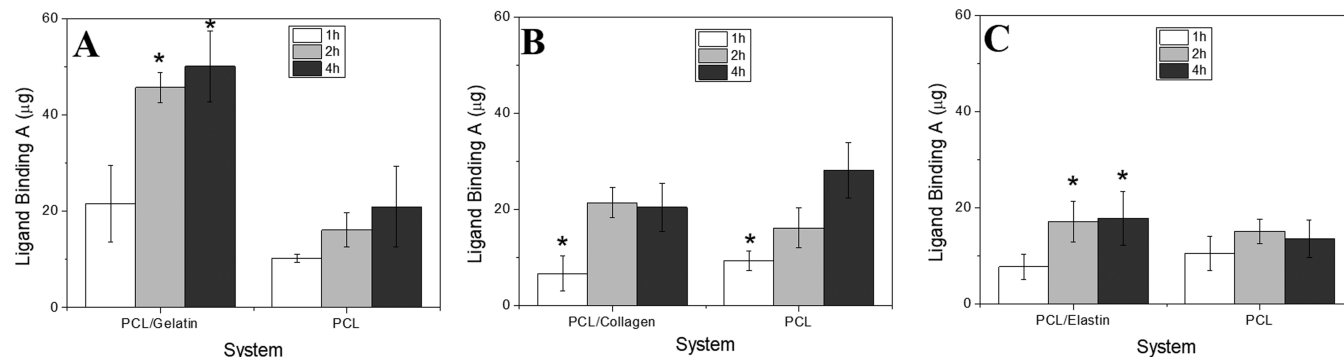 A
60
40
20
0
Ligand Binding A (μg)
1h
2h
4h
*
*
PCL/Gelatin
PCL
System
B
60
40
20
0
Ligand Binding A (μg)
1h
2h
4h
*
*
PCL/Collagen
PCL
System
C
60
40
20
0
Ligand Binding A (μg)
1h
2h
4h
*
*
PCL/Elastin
PCL
System